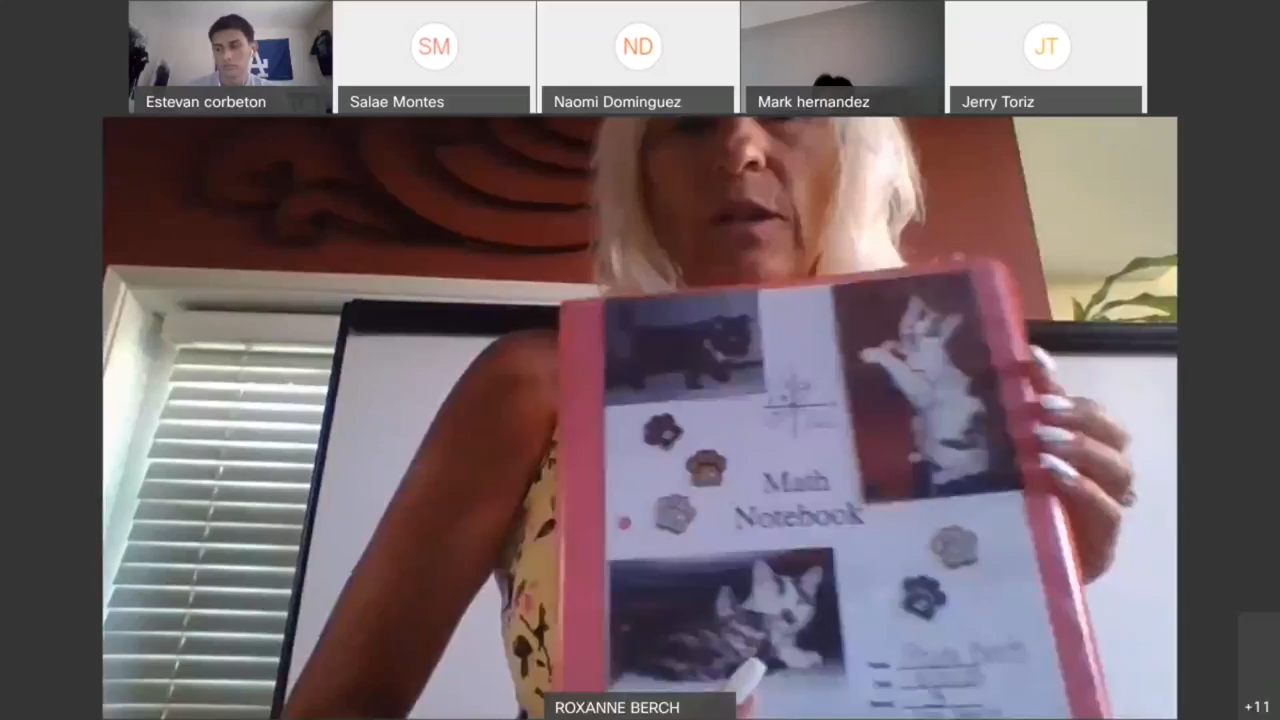 SM
ND
JT
Estevan corbeton
Salae Montes
Naomi Dominguez
Mark hernandez
Jerry Toriz
Math
Notebook
ROXANNE BERCH
+11